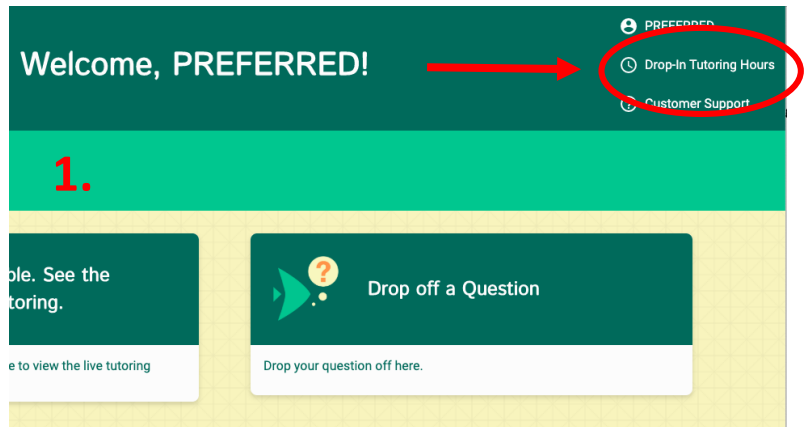 PREFERRED
Welcome, PREFERRED!
Drop-In Tutoring Hours
Customer Support
1.
ble. See the
toring.
Drop off a Question
e to view the live tutoring
Drop your question off here.